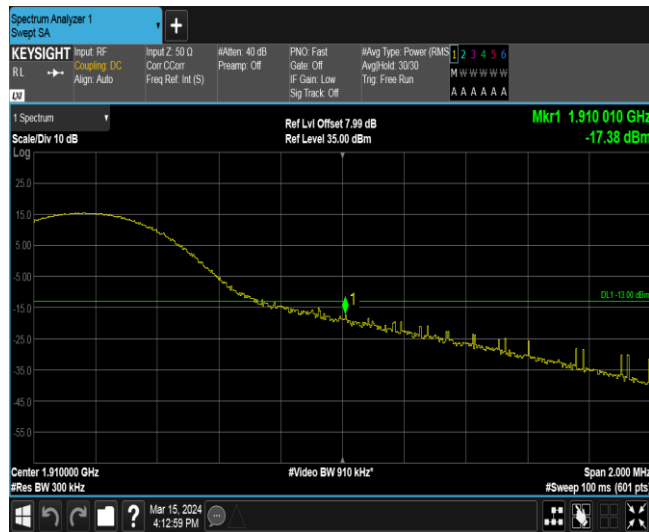 Spectrum Analyzer 1
Swept SA
+
KEYSIGHT Input: RF
RL Coupling: DC
Align: Auto
LXI
Input Z: 50 Ω
Corr CCorr
Freq Ref: Int (S)
#Atten: 40 dB
Preamp: Off
PNO: Fast
Gate: Off
IF Gain: Low
Sig Track: Off
#Avg Type: Power (RMS
Avg|Hold: 30/30
Trig: Free Run
1 2 3 4 5 6
M W W W W W
A A A A A A
1 Spectrum
Scale/Div 10 dB
Ref Lvl Offset 7.99 dB
Ref Level 35.00 dBm
Mkr1 1.910 010 GHz
-17.38 dBm
Log
25.0
15.0
5.00
-5.00
-15.0
-25.0
-35.0
-45.0
-55.0
1
DL1 -13.00 dBm
Center 1.910000 GHz
#Res BW 300 kHz
#Video BW 910 kHz*
Span 2.000 MHz
#Sweep 100 ms (601 pts)
?
Mar 15, 2024
4:12:59 PM